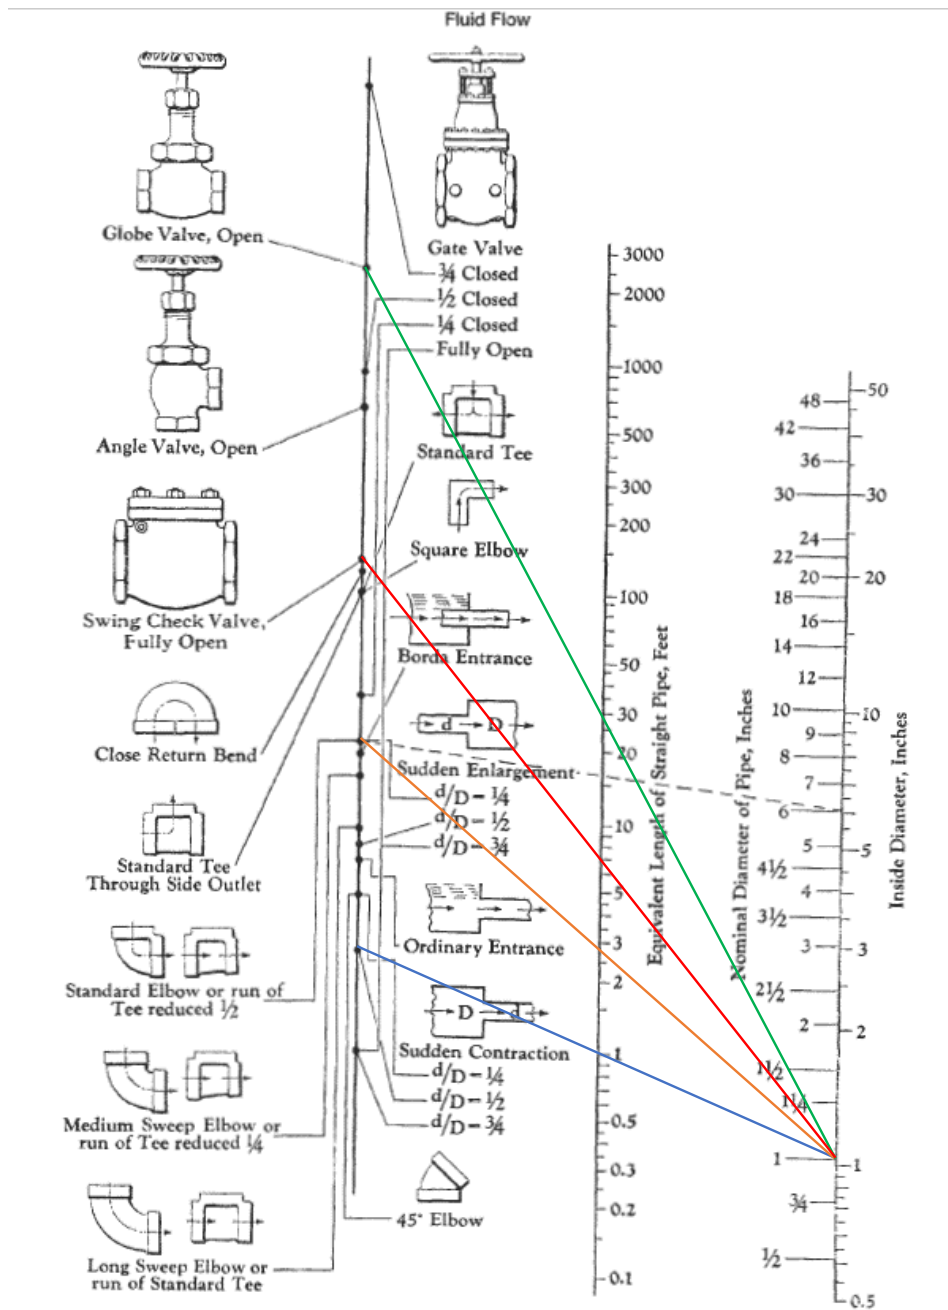 Fluid Flow
Globe Valve, Open
Gate Valve
¾ Closed
½ Closed
¼ Closed
Fully Open
Angle Valve, Open
Standard Tee
Square Elbow
Swing Check Valve,
Fully Open
Borda Entrance
Close Return Bend
d
D
Sudden Enlargement
d/D-¼
d/D-½
d/D-¾
Standard Tee
Through Side Outlet
Ordinary Entrance
Standard Elbow or run of
Tee reduced ½
D
d
Sudden Contraction
d/D-¼
d/D-½
d/D-¾
Medium Sweep Elbow or
run of Tee reduced ¼
45° Elbow
Long Sweep Elbow or
run of Standard Tee
3000
2000
1000
500
300
200
100
50
30
20
10
5
3
2
1
0.5
0.3
0.2
0.1
Equivalent Length of Straight Pipe, Feet
48
42
36
30
24
22
20
18
16
14
12
10
9
8
7
6
5
4½
4
3½
3
2½
2
1½
1¼
1
¾
½
Nominal Diameter of Pipe, Inches
50
30
20
10
5
3
2
1
0.5
Inside Diameter, Inches